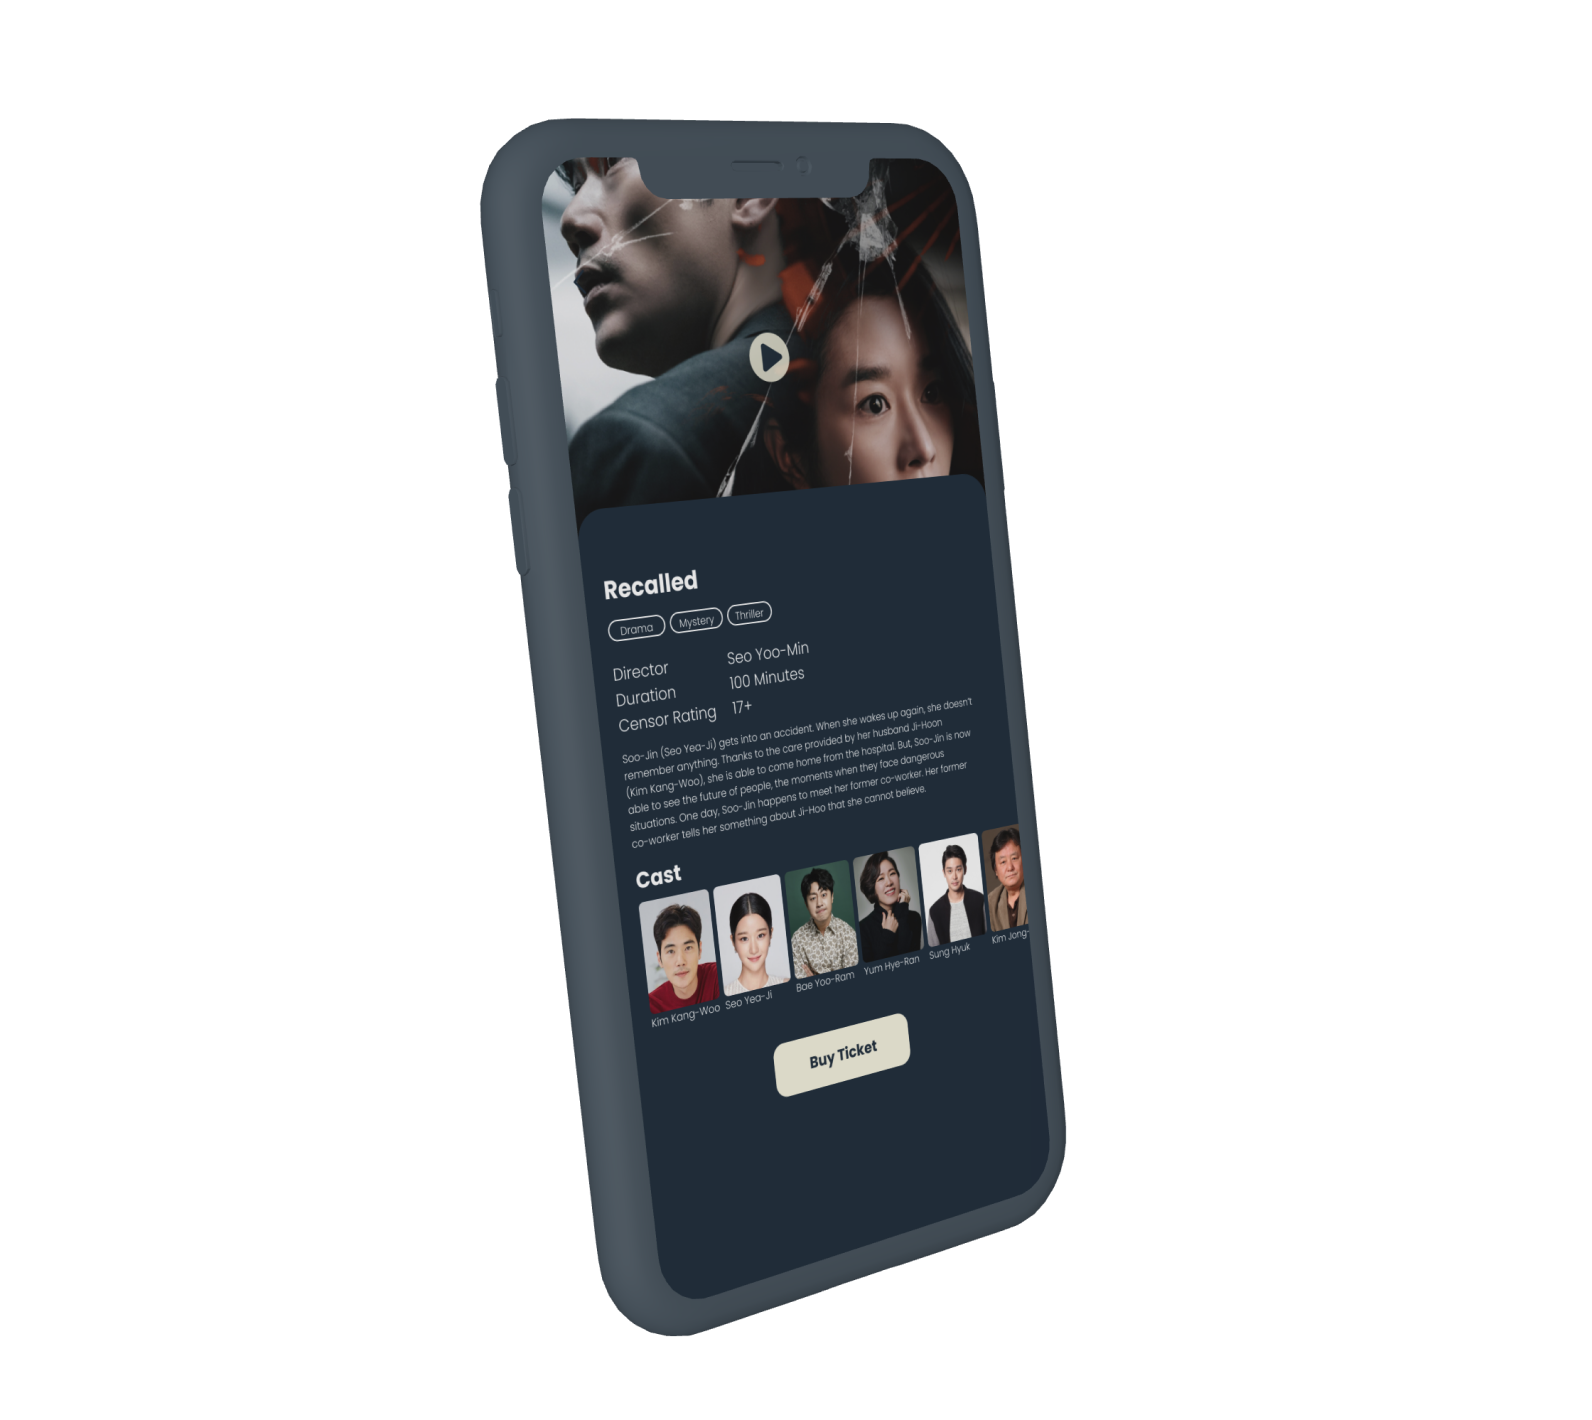 Recalled
Drama Mystery Thriller
Director Seo Yoo-Min
Duration 100 Minutes
Censor Rating 17+
Soo-Jin (Seo Yea-Ji) gets into an accident. When she wakes up again, she doesn't
remember anything. Thanks to the care provided by her husband Ji-Hoon
(Kim Kang-Woo), she is able to come home from the hospital. But, Soo-Jin is now
able to see the future of people, the moments when they face dangerous
situations. One day, Soo-Jin happens to meet her former co-worker. Her former
co-worker tells her something about Ji-Hoo that she cannot believe.
Cast
Kim Kang-Woo Seo Yea-Ji Bae Yoo-Ram Yum Hye-Ran Sung Hyuk Kim Jong-
Buy Ticket